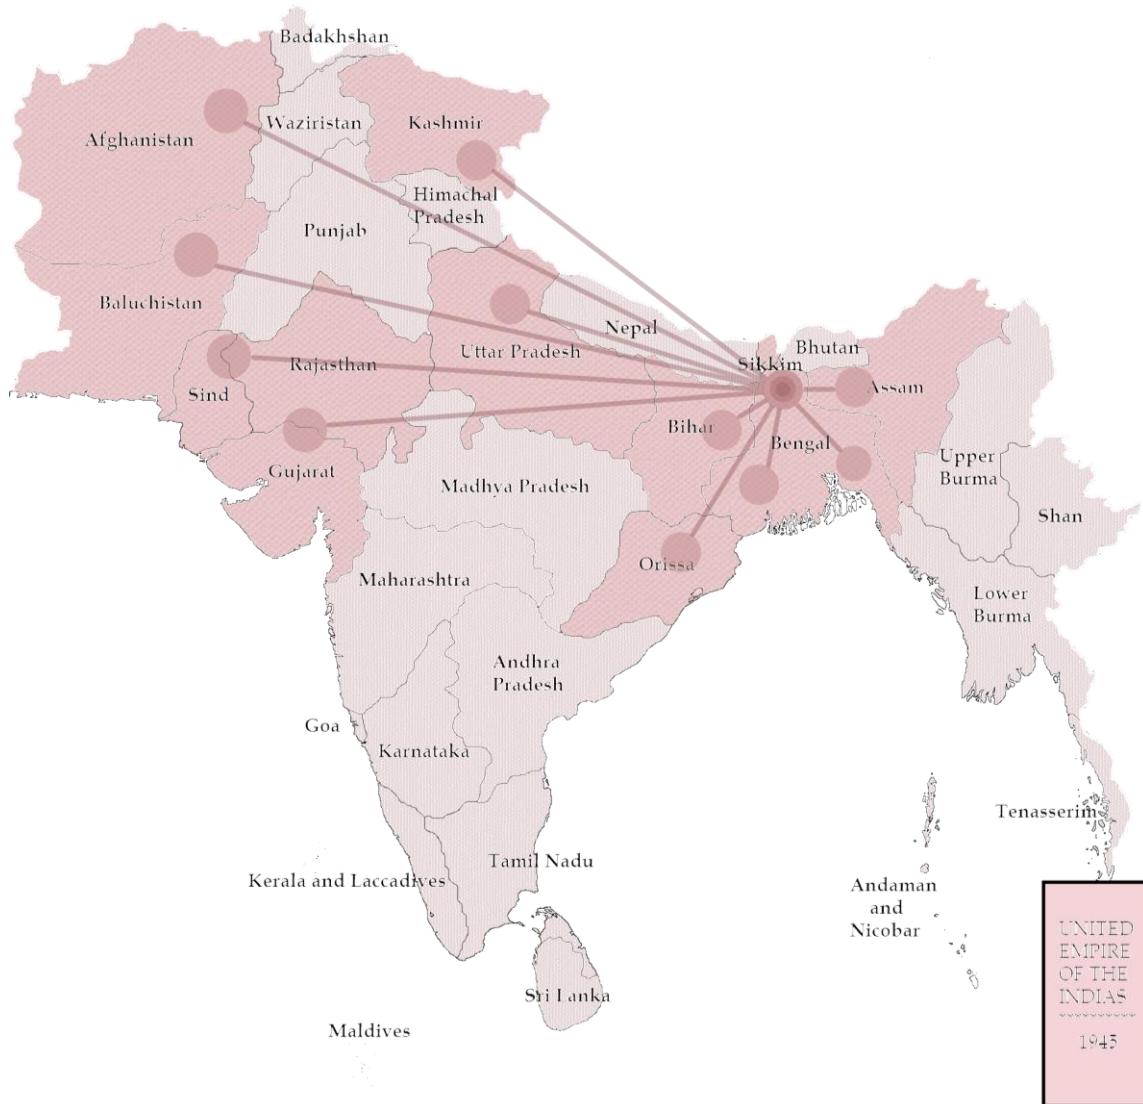 Badakhshan
Waziristan
Kashmir
Afghanistan
Himachal
Pradesh
Punjab
Baluchistan
Nepal
Bhutan
Uttar Pradesh
Sikkim
Rajasthan
Assam
Sind
Bihar
Bengal
Gujarat
Upper
Burma
Madhya Pradesh
Shan
Orissa
Maharashtra
Lower
Burma
Andhra
Pradesh
Goa
Karnataka
Tenasserim
Tamil Nadu
Kerala and Laccadives
Andaman
and
Nicobar
Sri Lanka
Maldives
UNITED
EMPIRE
OF THE
INDIAS
1945